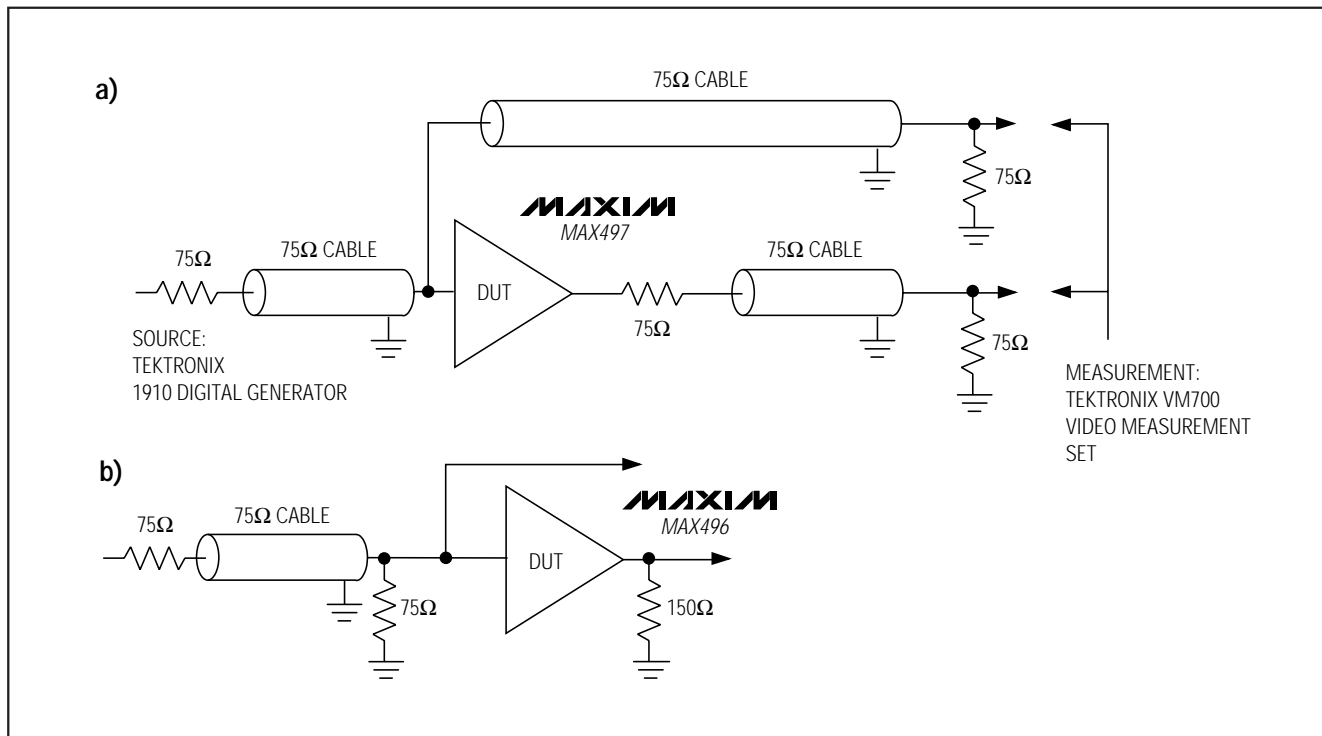 a)
75Ω CABLE
75Ω
MAXIM
MAX497
75Ω CABLE
75Ω CABLE
75Ω
DUT
75Ω
75Ω
SOURCE:
TEKTRONIX
1910 DIGITAL GENERATOR
MEASUREMENT:
TEKTRONIX VM700
VIDEO MEASUREMENT
SET
b)
MAXIM
MAX496
75Ω CABLE
75Ω
DUT
75Ω
150Ω